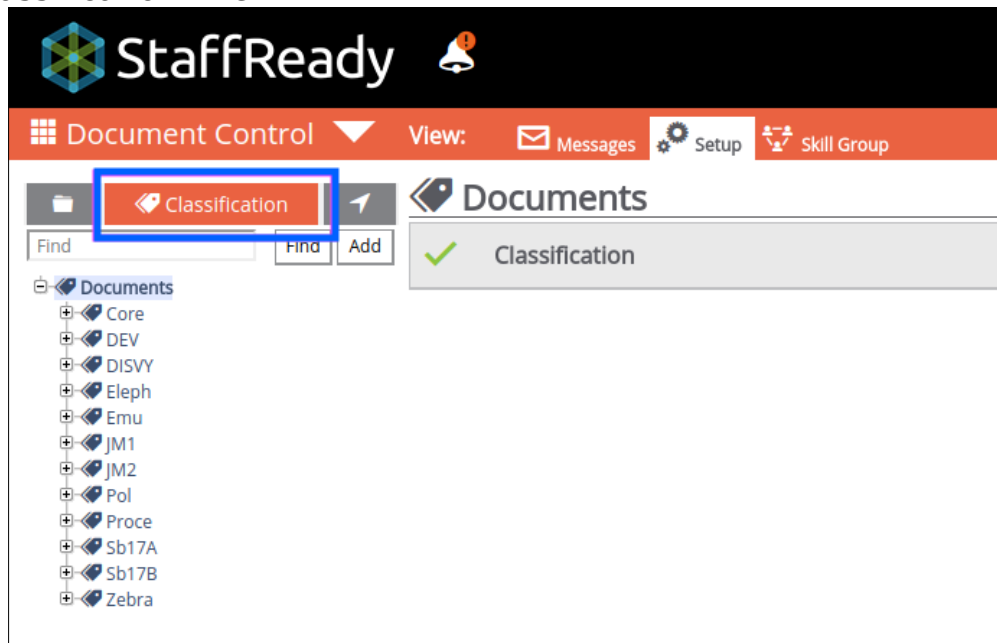 StaffReady
Document Control
View:
Messages
Setup
Skill Group
Classification
Find
Find
Add
Documents
Core
DEV
DISVY
Eleph
Emu
JM1
JM2
Pol
Proce
Sb17A
Sb17B
Zebra
Documents
Classification